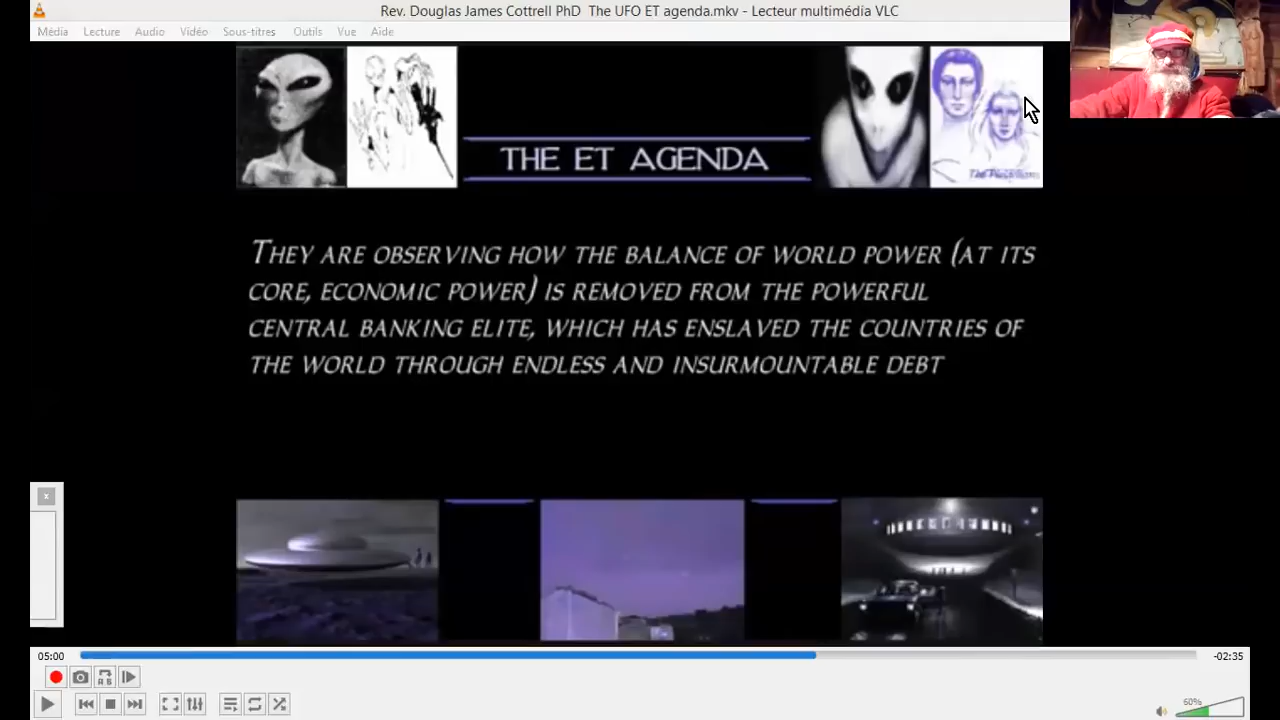 Rev. Douglas James Cottrell PhD The UFO ET agenda.mkv - Lecteur multimédia VLC
Média Lecture Audio Vidéo Sous-titres Outils Vue Aide
THE ET AGENDA
THEY ARE OBSERVING HOW THE BALANCE OF WORLD POWER (AT ITS
CORE, ECONOMIC POWER) IS REMOVED FROM THE POWERFUL
CENTRAL BANKING ELITE, WHICH HAS ENSLAVED THE COUNTRIES OF
THE WORLD THROUGH ENDLESS AND INSURMOUNTABLE DEBT
x
05:00 -02:35
AB
60%